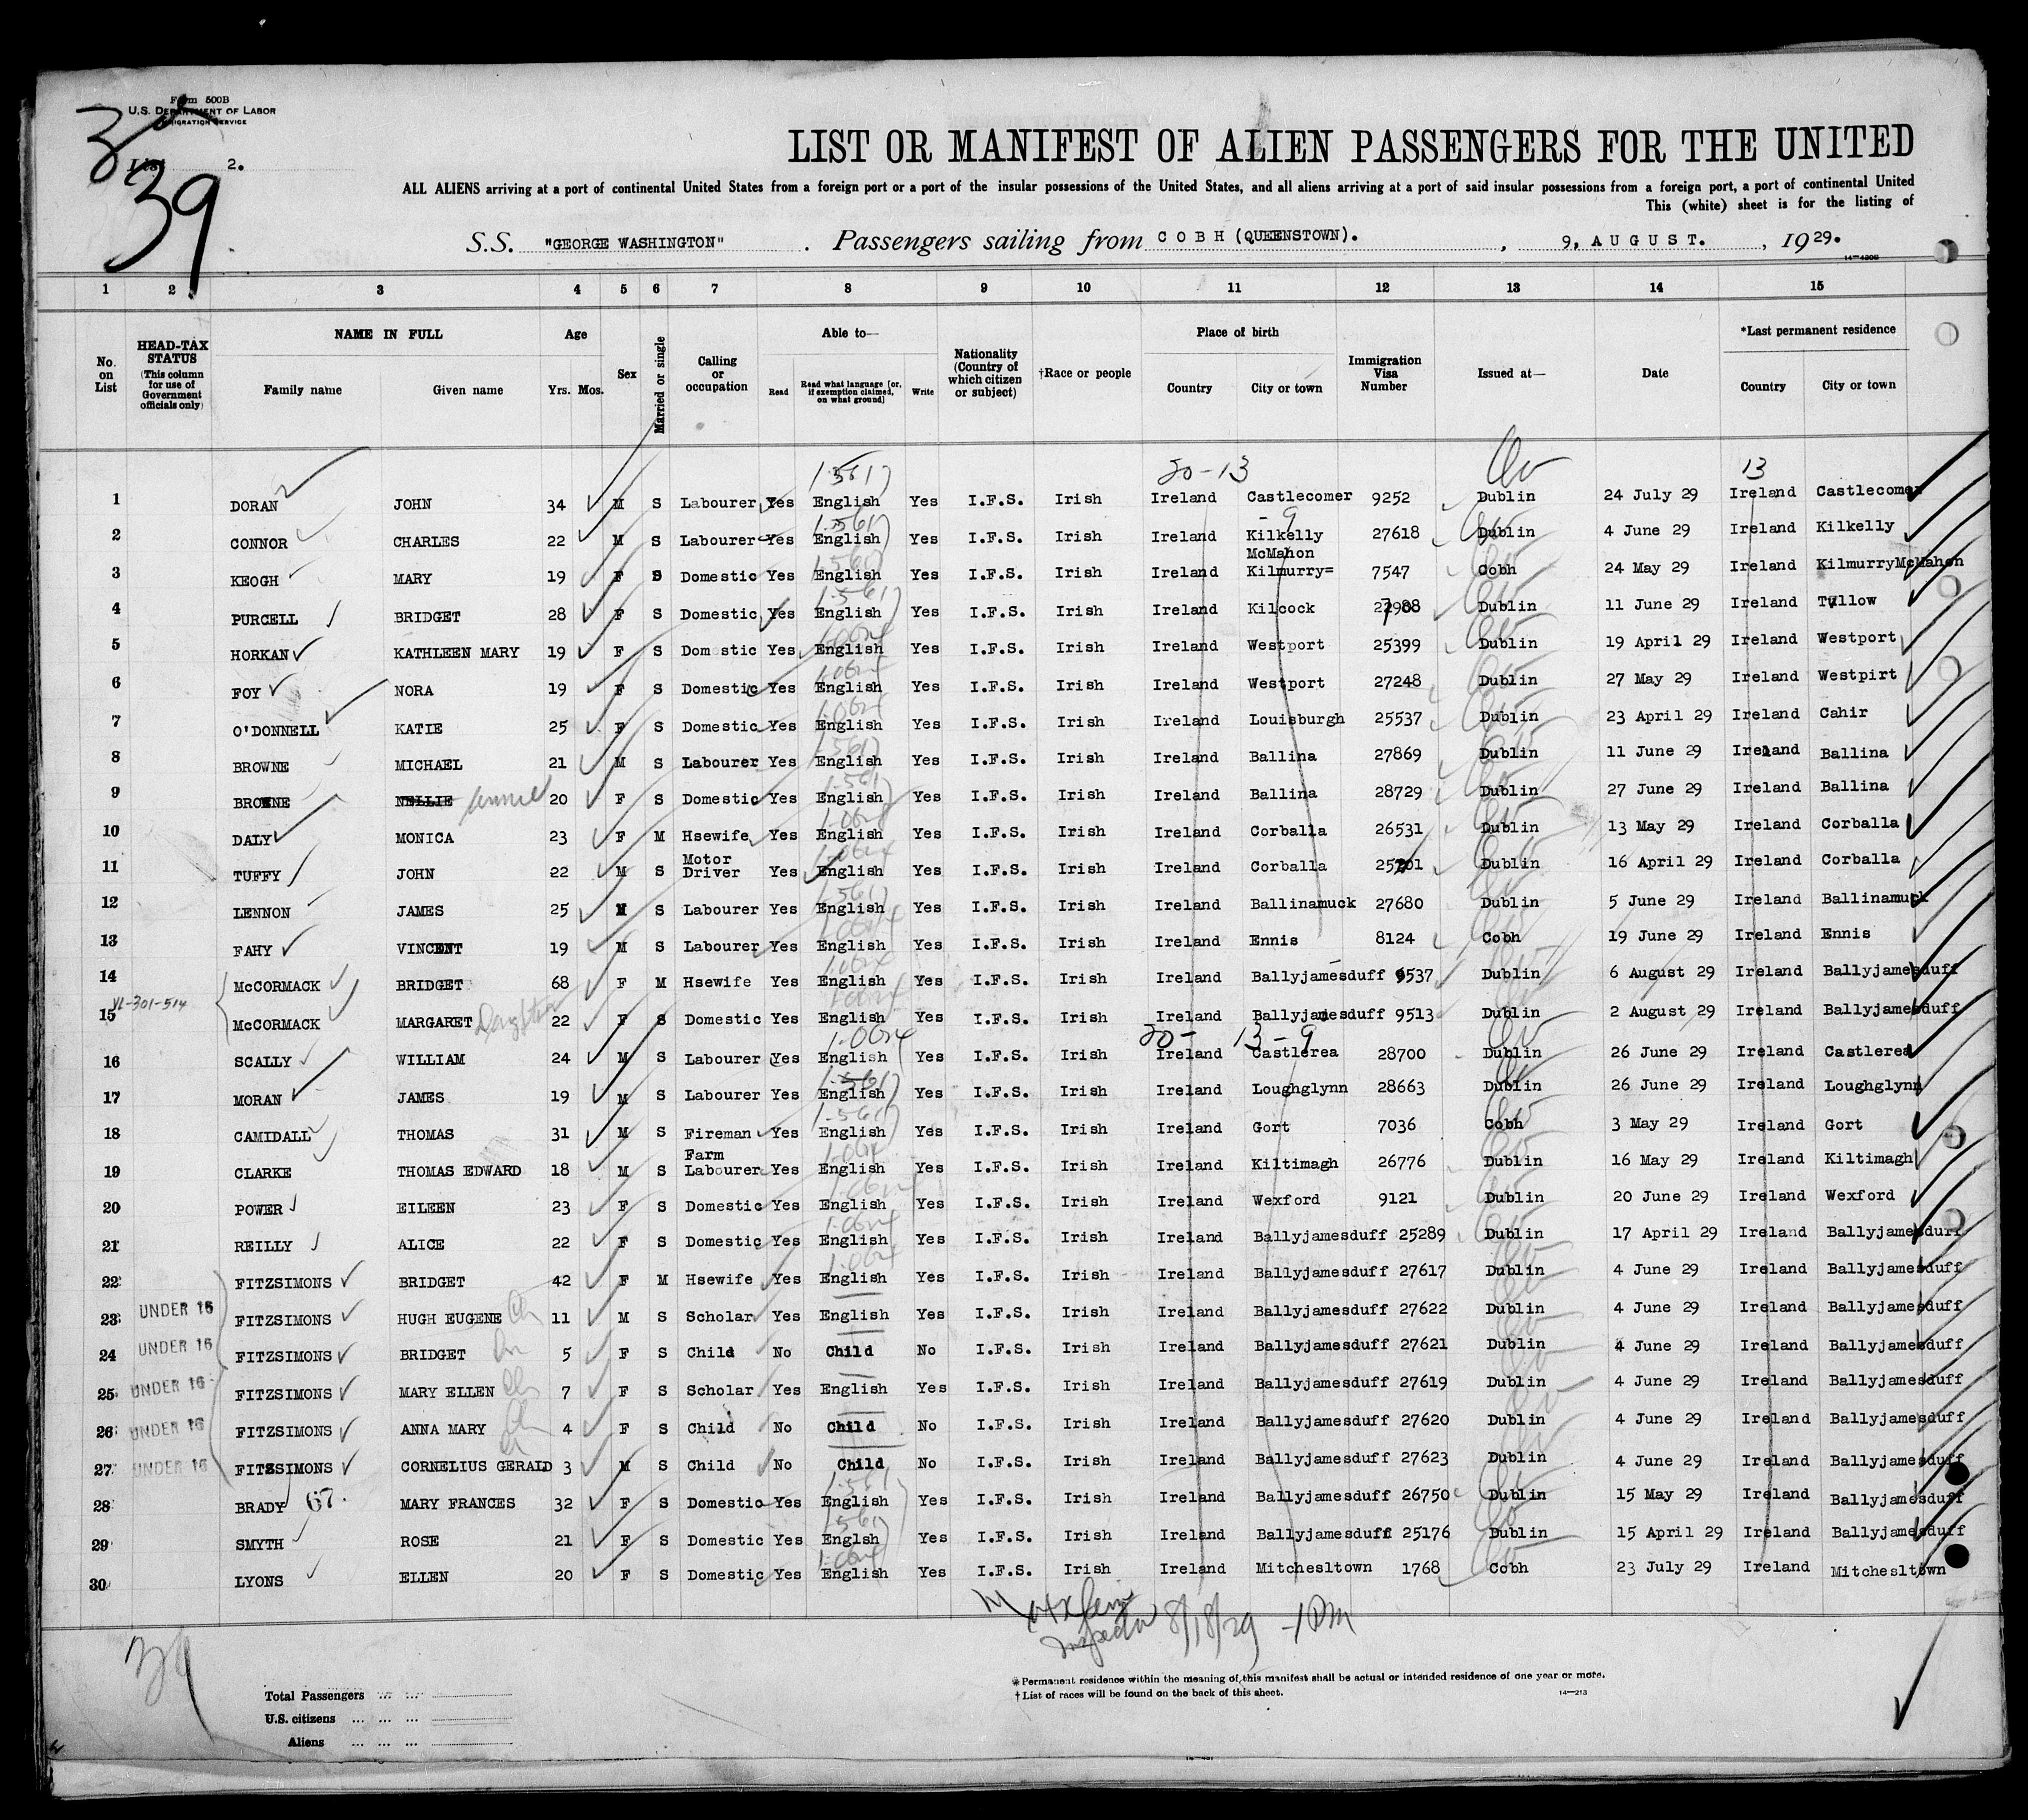 Form 500B
U.S. DEPARTMENT OF LABOR
IMMIGRATION SERVICE
List 2.
39
LIST OR MANIFEST OF ALIEN PASSENGERS FOR THE UNITED
ALL ALIENS arriving at a port of continental United States from a foreign port or a port of the insular possessions of the United States, and all aliens arriving at a port of said insular possessions from a foreign port, a port of continental United
This (white) sheet is for the listing of
S.S. "GEORGE WASHINGTON" . Passengers sailing from COBH (QUEENSTOWN). , 9, AUGUST. , 1929.
1 2 3 4 5 6 7 8 9 10 11 12 13 14 15
No. on List
HEAD-TAX STATUS (This column for use of Government officials only)
NAME IN FULL Family name Given name
Age Yrs. Mos.
Sex
Married or single
Calling or occupation
Able to— Read Read what language [or, if exemption claimed, on what ground] Write
Nationality (Country of which citizen or subject)
†Race or people
Place of birth Country City or town
Immigration Visa Number
Issued at—
Date
*Last permanent residence Country City or town
20-13 13
1 DORAN JOHN 34 M S Labourer Yes English Yes I.F.S. Irish Ireland Castlecomer 9252 Dublin 24 July 29 Ireland Castlecomer
2 CONNOR CHARLES 22 M S Labourer Yes English Yes I.F.S. Irish Ireland Kilkelly 27618 Dublin 4 June 29 Ireland Kilkelly
3 KEOGH MARY 19 F S Domestic Yes English Yes I.F.S. Irish Ireland McMahon Kilmurry= 7547 Cobh 24 May 29 Ireland KilmurryMcMahon
4 PURCELL BRIDGET 28 F S Domestic Yes English Yes I.F.S. Irish Ireland Kilcock Dublin 11 June 29 Ireland Tullow
5 HORKAN KATHLEEN MARY 19 F S Domestic Yes English Yes I.F.S. Irish Ireland Westport 25399 Dublin 19 April 29 Ireland Westport
6 FOY NORA 19 F S Domestic Yes English Yes I.F.S. Irish Ireland Westport 27248 Dublin 27 May 29 Ireland Westpirt
7 O'DONNELL KATIE 25 F S Domestic Yes English Yes I.F.S. Irish Ireland Louisburgh 25537 Dublin 23 April 29 Ireland Cahir
8 BROWNE MICHAEL 21 M S Labourer Yes English Yes I.F.S. Irish Ireland Ballina 27869 Dublin 11 June 29 Ireland Ballina
9 BROWNE NELLIE 20 F S Domestic Yes English Yes I.F.S. Irish Ireland Ballina 28729 Dublin 27 June 29 Ireland Ballina
10 DALY MONICA 23 F M Hsewife Yes English Yes I.F.S. Irish Ireland Corballa 26531 Dublin 13 May 29 Ireland Corballa
11 TUFFY JOHN 22 M S Motor Driver Yes English Yes I.F.S. Irish Ireland Corballa 25201 Dublin 16 April 29 Ireland Corballa
12 LENNON JAMES 25 M S Labourer Yes English Yes I.F.S. Irish Ireland Ballinamuck 27680 Dublin 5 June 29 Ireland Ballinamuck
13 FAHY VINCENT 19 M S Labourer Yes English Yes I.F.S. Irish Ireland Ennis 8124 Cobh 19 June 29 Ireland Ennis
14 McCORMACK BRIDGET 68 F M Hsewife Yes English Yes I.F.S. Irish Ireland Ballyjamesduff 9537 Dublin 6 August 29 Ireland Ballyjamesduff
15 McCORMACK MARGARET Daughter 22 F S Domestic Yes English Yes I.F.S. Irish Ireland Ballyjamesduff 9513 Dublin 2 August 29 Ireland Ballyjamesduff
20- 13-9
16 SCALLY WILLIAM 24 M S Labourer Yes English Yes I.F.S. Irish Ireland Castlerea 28700 Dublin 26 June 29 Ireland Castlerea
17 MORAN JAMES 19 M S Labourer Yes English Yes I.F.S. Irish Ireland Loughglynn 28663 Dublin 26 June 29 Ireland Loughglynn
18 CAMIDALL THOMAS 31 M S Fireman Yes English Yes I.F.S. Irish Ireland Gort 7036 Cobh 3 May 29 Ireland Gort
19 CLARKE THOMAS EDWARD 18 M S Farm Labourer Yes English Yes I.F.S. Irish Ireland Kiltimagh 26776 Dublin 16 May 29 Ireland Kiltimagh
20 POWER EILEEN 23 F S Domestic Yes English Yes I.F.S. Irish Ireland Wexford 9121 Dublin 20 June 29 Ireland Wexford
21 REILLY ALICE 22 F S Domestic Yes English Yes I.F.S. Irish Ireland Ballyjamesduff 25289 Dublin 17 April 29 Ireland Ballyjamesduff
22 FITZSIMONS BRIDGET 42 F M Hsewife Yes English Yes I.F.S. Irish Ireland Ballyjamesduff 27617 Dublin 4 June 29 Ireland Ballyjamesduff
23 UNDER 16 FITZSIMONS HUGH EUGENE 11 M S Scholar Yes English Yes I.F.S. Irish Ireland Ballyjamesduff 27622 Dublin 4 June 29 Ireland Ballyjamesduff
24 UNDER 16 FITZSIMONS BRIDGET 5 F S Child No Child No I.F.S. Irish Ireland Ballyjamesduff 27621 Dublin 4 June 29 Ireland Ballyjamesduff
25 UNDER 16 FITZSIMONS MARY ELLEN 7 F S Scholar Yes English Yes I.F.S. Irish Ireland Ballyjamesduff 27619 Dublin 4 June 29 Ireland Ballyjamesduff
26 UNDER 16 FITZSIMONS ANNA MARY 4 F S Child No Child No I.F.S. Irish Ireland Ballyjamesduff 27620 Dublin 4 June 29 Ireland Ballyjamesduff
27 UNDER 16 FITZSIMONS CORNELIUS GERALD 3 M S Child No Child No I.F.S. Irish Ireland Ballyjamesduff 27623 Dublin 4 June 29 Ireland Ballyjamesduff
28 BRADY 67. MARY FRANCES 32 F S Domestic Yes English Yes I.F.S. Irish Ireland Ballyjamesduff 26750 Dublin 15 May 29 Ireland Ballyjamesduff
29 SMYTH ROSE 21 F S Domestic Yes Englsh Yes I.F.S. Irish Ireland Ballyjamesduff 25176 Dublin 15 April 29 Ireland Ballyjamesduff
30 LYONS ELLEN 20 F S Domestic Yes English Yes I.F.S. Irish Ireland Mitchesltown 1768 Cobh 23 July 29 Ireland Mitchesltown
Inspector 8/18/29 -1 PM
Total Passengers
U.S. citizens
Aliens
*Permanent residence within the meaning of this manifest shall be actual or intended residence of one year or more.
†List of races will be found on the back of this sheet.
14—213